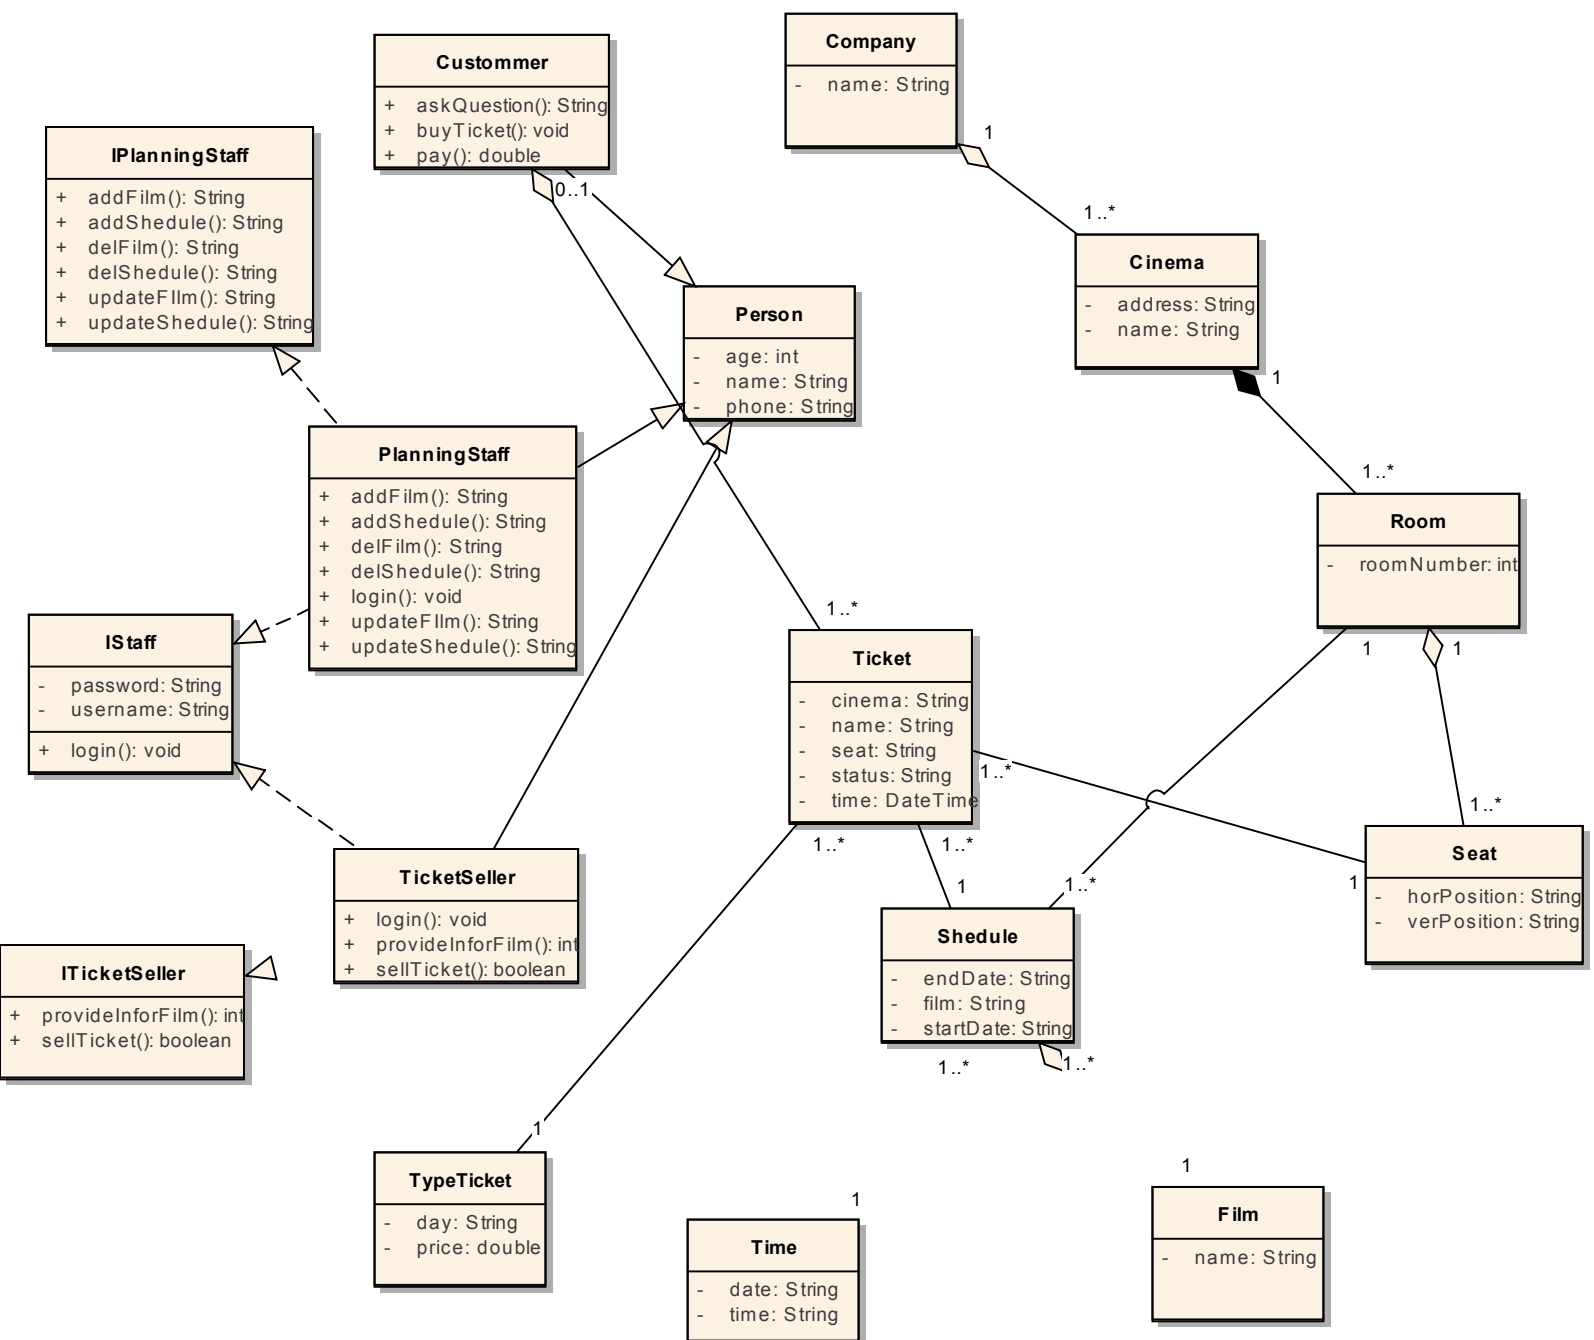 Company
- name: String
1
1..*
Custommer
+ askQuestion(): String
+ buyTicket(): void
+ pay(): double
0..1
IPlanningStaff
+ addFilm(): String
+ addShedule(): String
+ delFilm(): String
+ delShedule(): String
+ updateFIlm(): String
+ updateShedule(): String
Cinema
- address: String
- name: String
1
1..*
Person
- age: int
- name: String
- phone: String
PlanningStaff
+ addFilm(): String
+ addShedule(): String
+ delFilm(): String
+ delShedule(): String
+ login(): void
+ updateFIlm(): String
+ updateShedule(): String
Room
- roomNumber: int
1
1
1..*
IStaff
- password: String
- username: String
+ login(): void
1..*
Ticket
- cinema: String
- name: String
- seat: String
- status: String
- time: DateTime
1..*
1..*
1..*
Seat
- horPosition: String
- verPosition: String
1
TicketSeller
+ login(): void
+ provideInforFilm(): int
+ sellTicket(): boolean
1
1..*
Shedule
- endDate: String
- film: String
- startDate: String
1..*
1..*
ITicketSeller
+ provideInforFilm(): int
+ sellTicket(): boolean
1
TypeTicket
- day: String
- price: double
1
Time
- date: String
- time: String
1
Film
- name: String